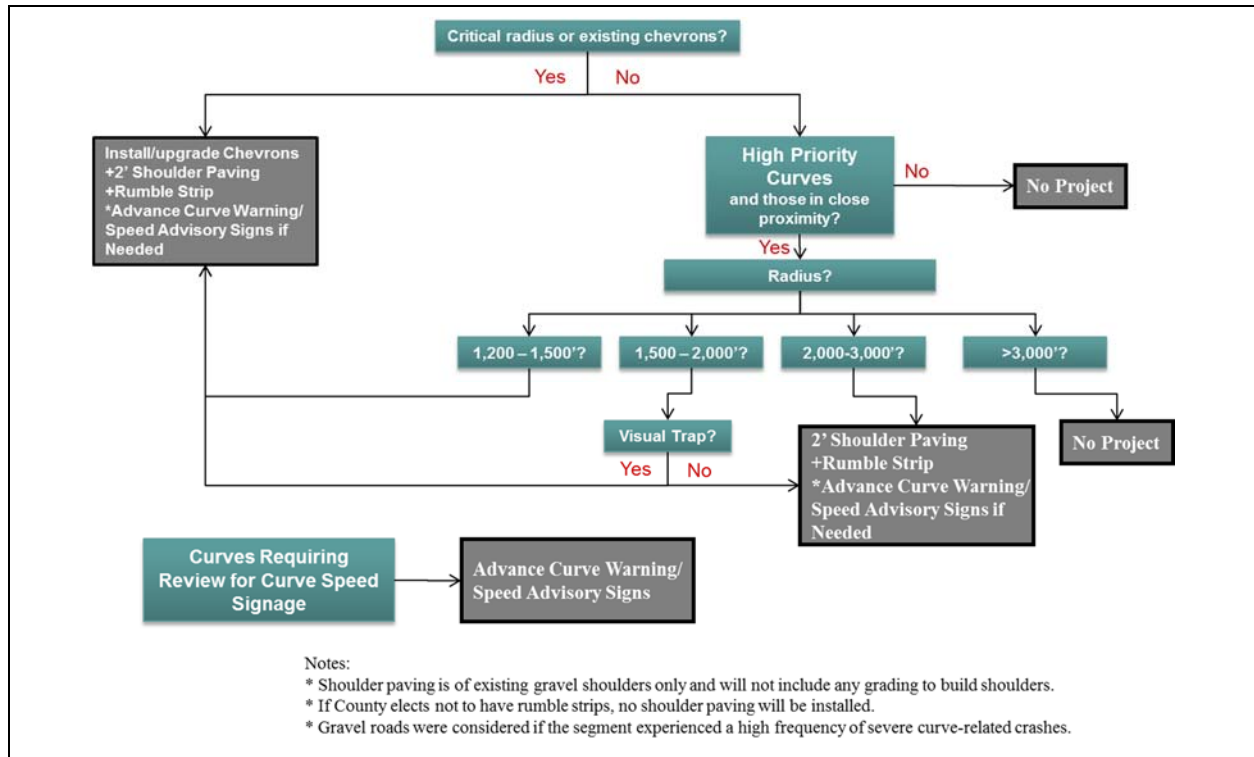 Critical radius or existing chevrons?
Yes
No
Install/upgrade Chevrons
+2’ Shoulder Paving
+Rumble Strip
*Advance Curve Warning/
Speed Advisory Signs if
Needed
High Priority
Curves
and those in close
proximity?
No
No Project
Yes
Radius?
1,200 – 1,500’?
1,500 – 2,000’?
2,000-3,000’?
>3,000’?
Visual Trap?
Yes
No
2’ Shoulder Paving
+Rumble Strip
*Advance Curve Warning/
Speed Advisory Signs if
Needed
No Project
Curves Requiring
Review for Curve Speed
Signage
Advance Curve Warning/
Speed Advisory Signs
Notes:
* Shoulder paving is of existing gravel shoulders only and will not include any grading to build shoulders.
* If County elects not to have rumble strips, no shoulder paving will be installed.
* Gravel roads were considered if the segment experienced a high frequency of severe curve-related crashes.